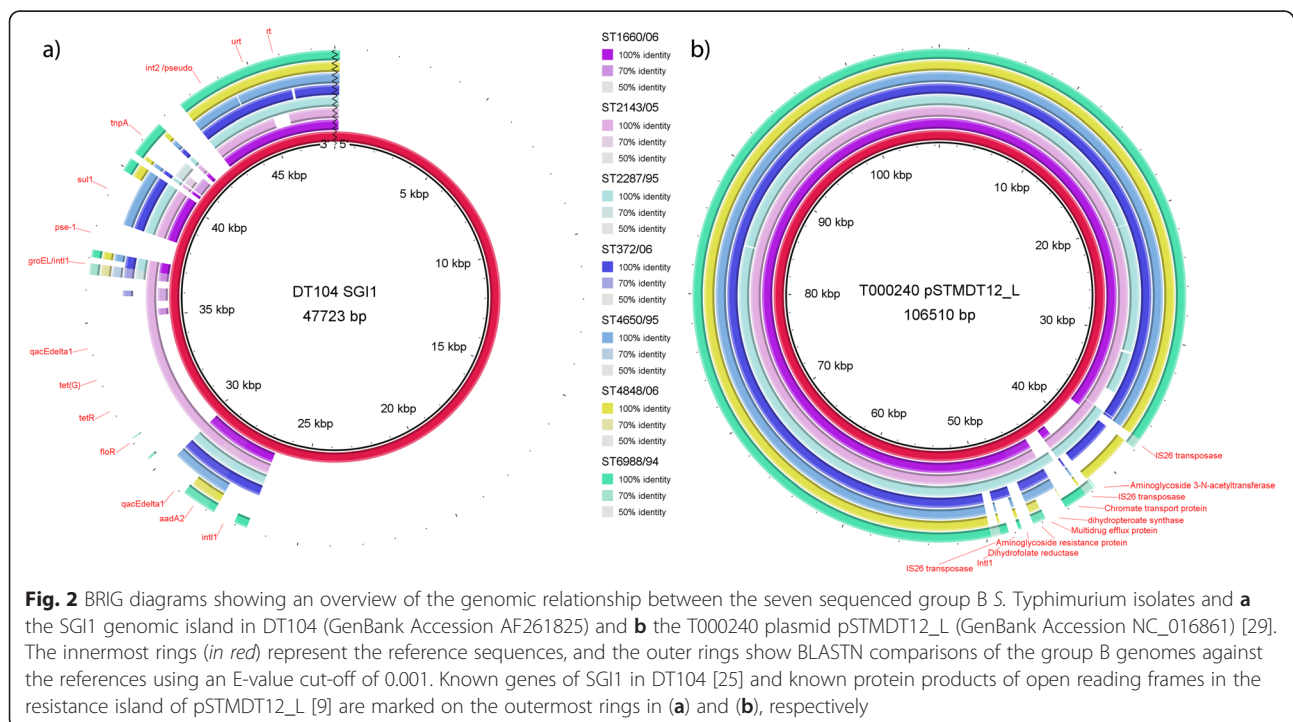 a)
rt
urt
int2 /pseudo
tnpA
sul1
pse-1
groEL/intI1
qacEdelta1
tet(G)
tetR
floR
qacEdelta1
aadA2
intI1
3' 5'
5 kbp
10 kbp
15 kbp
20 kbp
25 kbp
30 kbp
35 kbp
40 kbp
45 kbp
DT104 SGI1
47723 bp
ST1660/06
100% identity
70% identity
50% identity
ST2143/05
100% identity
70% identity
50% identity
ST2287/95
100% identity
70% identity
50% identity
ST372/06
100% identity
70% identity
50% identity
ST4650/95
100% identity
70% identity
50% identity
ST4848/06
100% identity
70% identity
50% identity
ST6988/94
100% identity
70% identity
50% identity
b)
10 kbp
20 kbp
30 kbp
40 kbp
50 kbp
60 kbp
70 kbp
80 kbp
90 kbp
100 kbp
T000240 pSTMDT12_L
106510 bp
IS26 transposase
Aminoglycoside 3-N-acetyltransferase
IS26 transposase
Chromate transport protein
dihydropteroate synthase
Multidrug efflux protein
Aminoglycoside resistance protein
Dihydrofolate reductase
IntI1
IS26 transposase
Fig. 2 BRIG diagrams showing an overview of the genomic relationship between the seven sequenced group B S. Typhimurium isolates and a
the SGI1 genomic island in DT104 (GenBank Accession AF261825) and b the T000240 plasmid pSTMDT12_L (GenBank Accession NC_016861) [29].
The innermost rings (in red) represent the reference sequences, and the outer rings show BLASTN comparisons of the group B genomes against
the references using an E-value cut-off of 0.001. Known genes of SGI1 in DT104 [25] and known protein products of open reading frames in the
resistance island of pSTMDT12_L [9] are marked on the outermost rings in (a) and (b), respectively